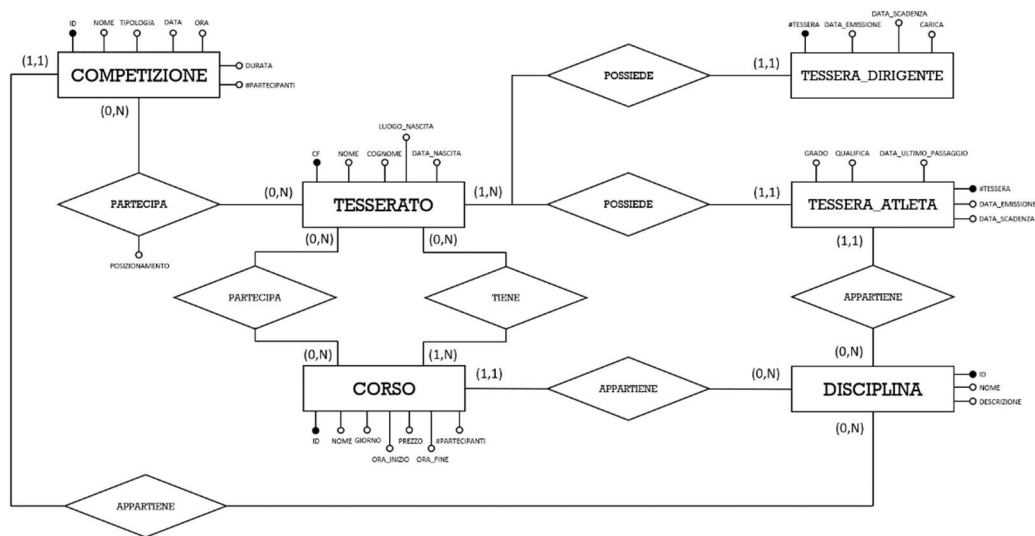 ID
NOME
TIPOLOGIA
DATA
ORA
(1,1)
COMPETIZIONE
DURATA
#PARTECIPANTI
(0,N)
POSSIEDE
(1,1)
#TESSERA
DATA_EMISSIONE
DATA_SCADENZA
CARICA
TESSERA_DIRIGENTE
PARTECIPA
POSIZIONAMENTO
(0,N)
CF
NOME
COGNOME
LUOGO_NASCITA
DATA_NASCITA
TESSERATO
(1,N)
POSSIEDE
(1,1)
GRADO
QUALIFICA
DATA_ULTIMO_PASSAGGIO
TESSERA_ATLETA
#TESSERA
DATA_EMISSIONE
DATA_SCADENZA
(0,N)
(0,N)
(1,1)
PARTECIPA
TIENE
APPARTIENE
(0,N)
(1,N)
(0,N)
CORSO
(1,1)
APPARTIENE
(0,N)
DISCIPLINA
ID
NOME
DESCRIZIONE
ID
NOME
GIORNO
ORA_INIZIO
PREZZO
ORA_FINE
#PARTECIPANTI
(0,N)
APPARTIENE